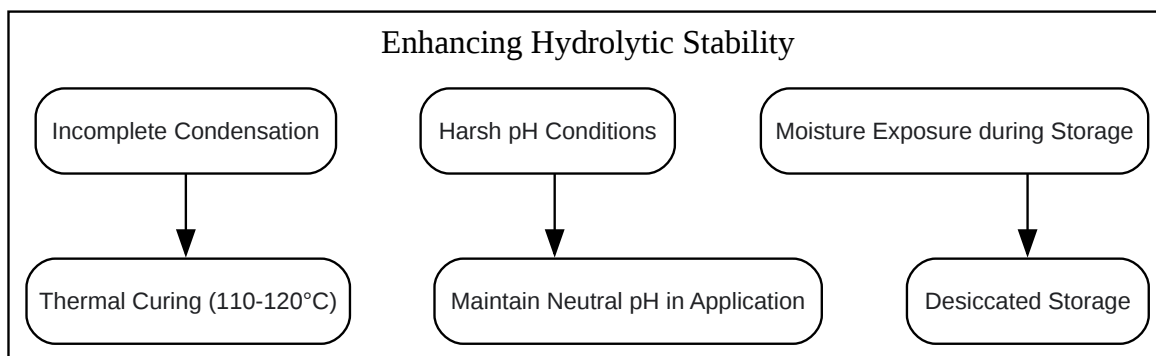 Enhancing Hydrolytic Stability
Incomplete Condensation
Harsh pH Conditions
Moisture Exposure during Storage
Thermal Curing (110-120°C)
Maintain Neutral pH in Application
Desiccated Storage